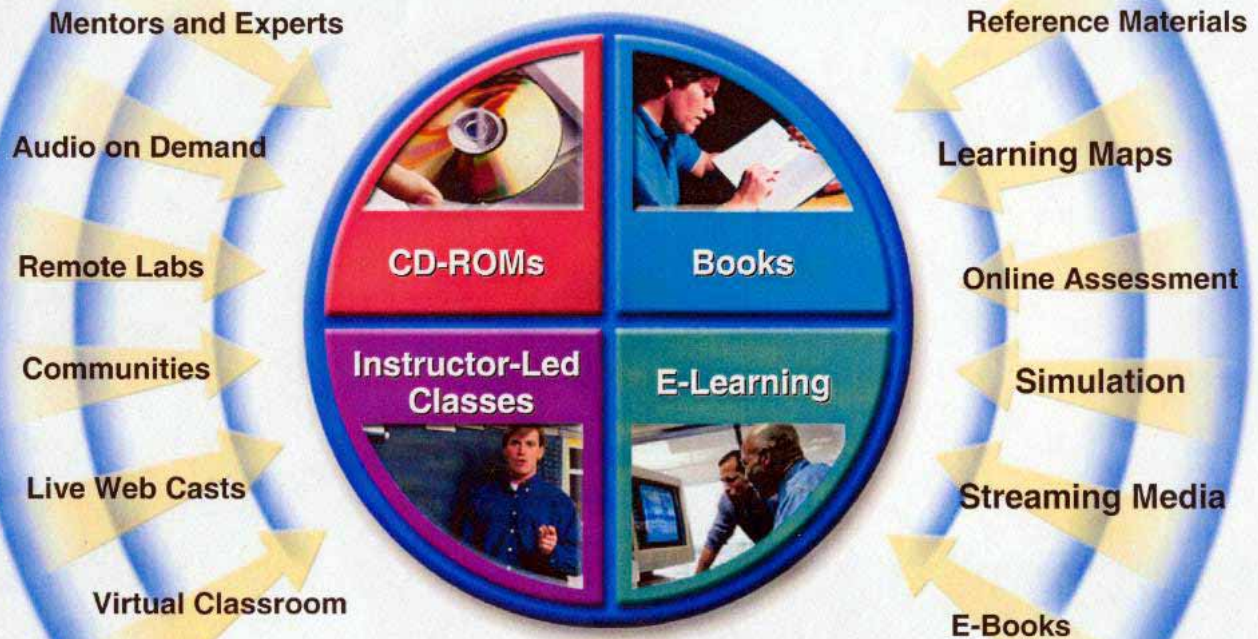 Mentors and Experts
Audio on Demand
Remote Labs
Communities
Live Web Casts
Virtual Classroom
CD-ROMs
Books
Instructor-Led
Classes
E-Learning
Reference Materials
Learning Maps
Online Assessment
Simulation
Streaming Media
E-Books